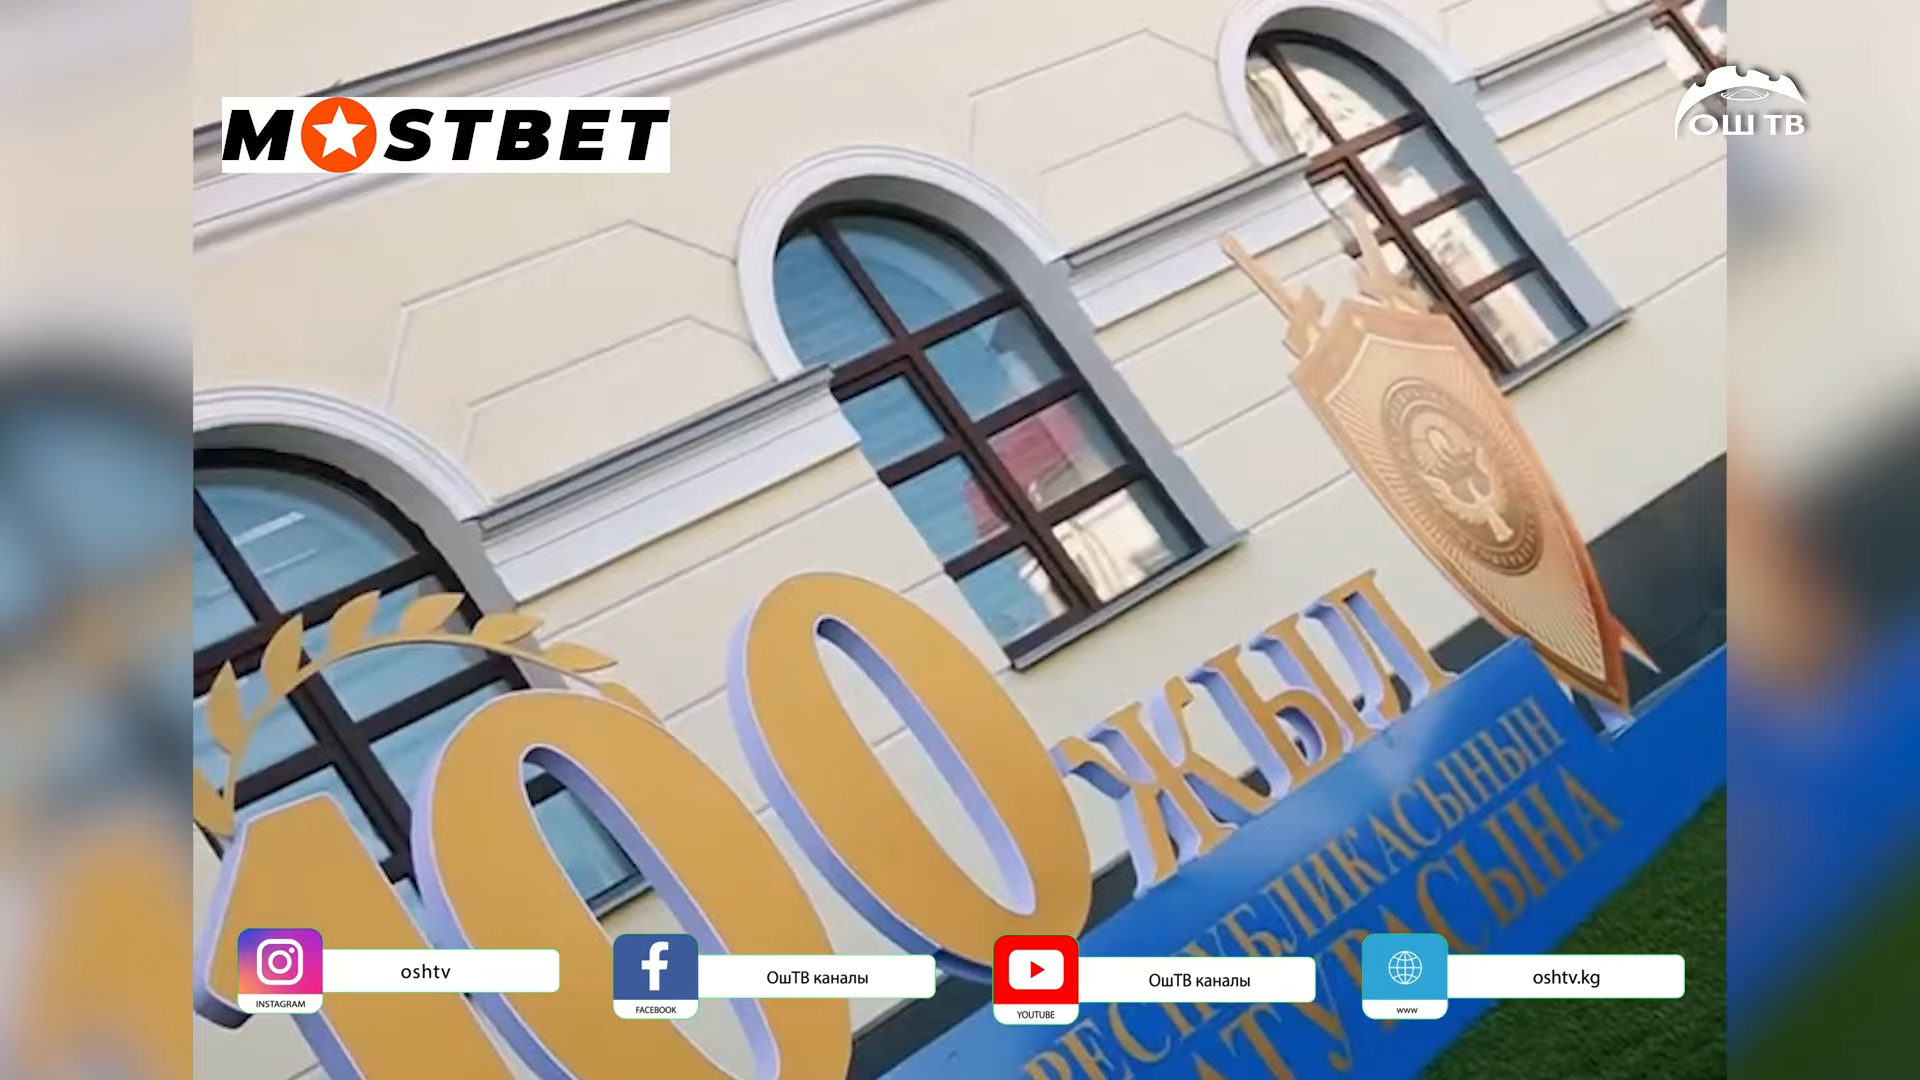 MOSTBET
ОШ ТВ
100 ЖЫЛ
РЕСПУБЛИКАСЫНЫН
INSTAGRAM
oshtv
FACEBOOK
ОшТВ каналы
YOUTUBE
ОшТВ каналы
www
oshtv.kg